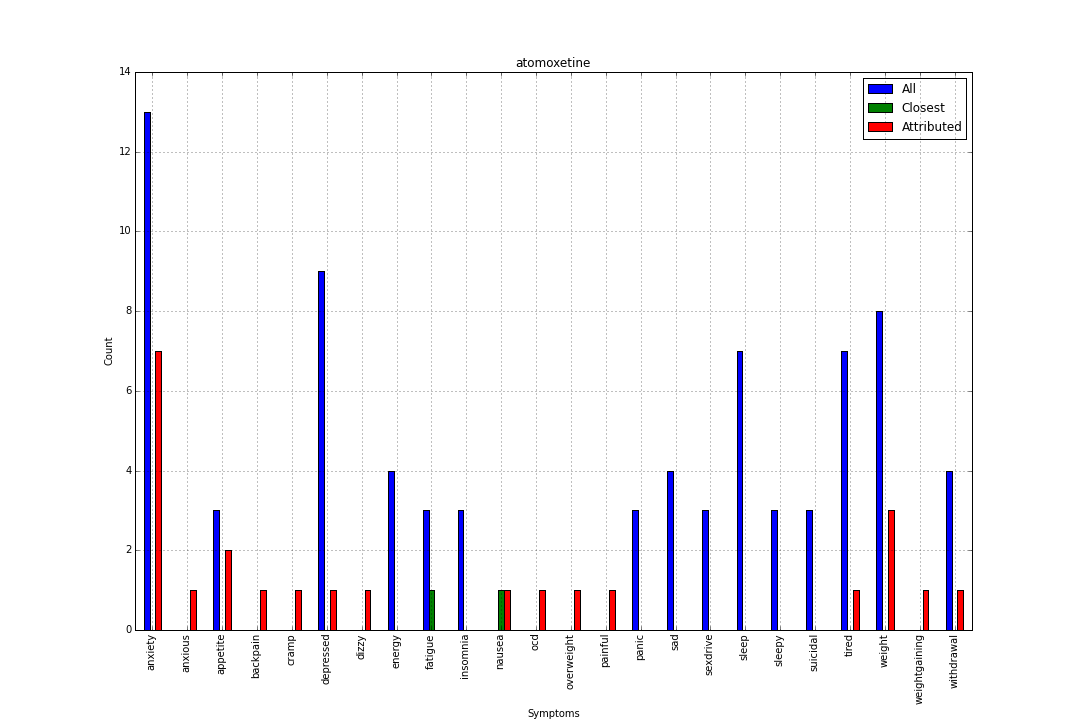 atomoxetine
14
12
10
8
6
4
2
0
Count
All
Closest
Attributed
anxiety
anxious
appetite
backpain
cramp
depressed
dizzy
energy
fatigue
insomnia
nausea
ocd
overweight
painful
panic
sad
sexdrive
sleep
sleepy
suicidal
tired
weight
weightgaining
withdrawal
Symptoms